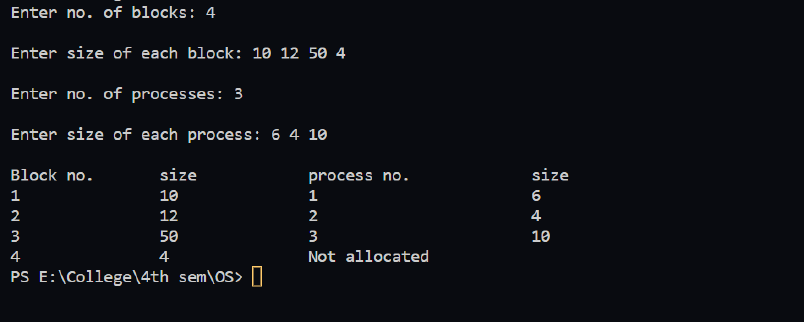 Enter no. of blocks: 4
Enter size of each block: 10 12 50 4
Enter no. of processes: 3
Enter size of each process: 6 4 10
Block no. size process no. size
1 10 1 6
2 12 2 4
3 50 3 10
4 4 Not allocated
PS E:\College\4th sem\OS>